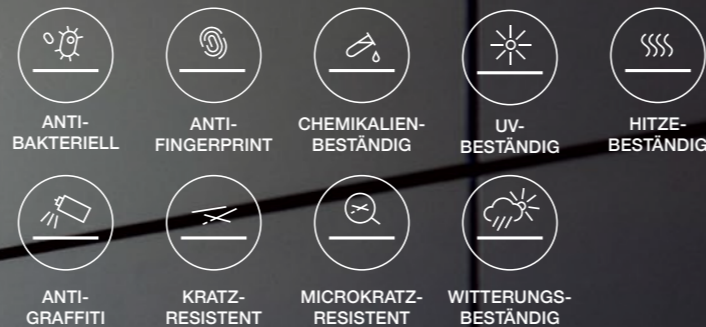 ANTI-
BAKTERIELL
ANTI-
FINGERPRINT
CHEMIKALIEN-
BESTÄNDIG
UV-
BESTÄNDIG
HITZE-
BESTÄNDIG
ANTI-
GRAFFITI
KRATZ-
RESISTENT
MICROKRATZ-
RESISTENT
WITTERUNGS-
BESTÄNDIG